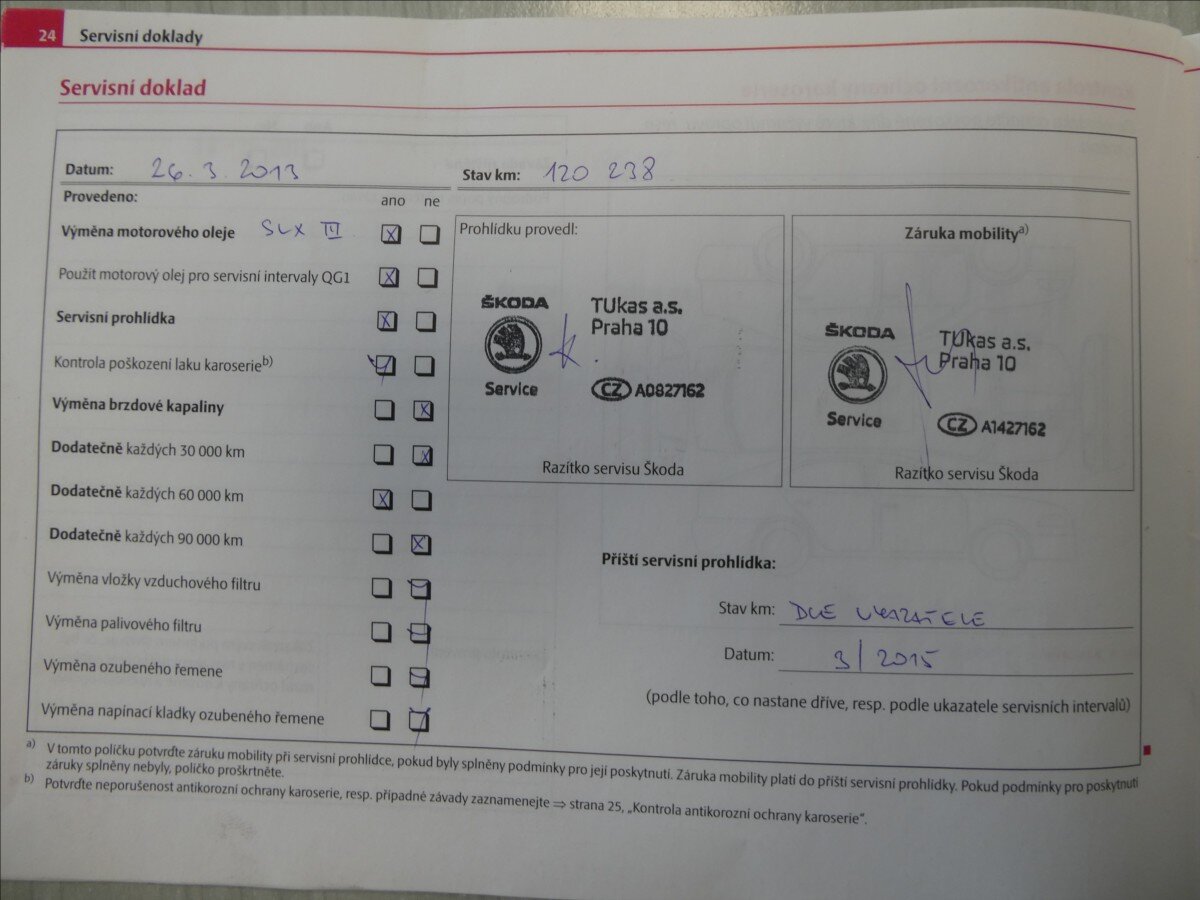 24 Servisní doklady
Servisní doklad
Datum: 26.3.2013 Stav km: 120 238
Provedeno: ano ne
Výměna motorového oleje SLX III X
Použit motorový olej pro servisní intervaly QG1 X
Servisní prohlídka X
Kontrola poškození laku karoserie b)
Výměna brzdové kapaliny X
Dodatečně každých 30 000 km X
Dodatečně každých 60 000 km X
Dodatečně každých 90 000 km X
Výměna vložky vzduchového filtru
Výměna palivového filtru
Výměna ozubeného řemene
Výměna napínací kladky ozubeného řemene
Prohlídku provedl:
ŠKODA
Service
TUkas a.s.
Praha 10
CZ A0827162
Razítko servisu Škoda
Záruka mobility a)
ŠKODA
Service
TUkas a.s.
Praha 10
CZ A1427162
Razítko servisu Škoda
Příští servisní prohlídka:
Stav km: DLE UKAZATELE
Datum: 3/2015
(podle toho, co nastane dříve, resp. podle ukazatele servisních intervalů)
a) V tomto políčku potvrďte záruku mobility při servisní prohlídce, pokud byly splněny podmínky pro její poskytnutí. Záruka mobility platí do příští servisní prohlídky. Pokud podmínky pro poskytnutí
záruky splněny nebyly, políčko proškrtněte.
b) Potvrďte neporušenost antikorozní ochrany karoserie, resp. případné závady zaznamenejte ⇒ strana 25, „Kontrola antikorozní ochrany karoserie“.